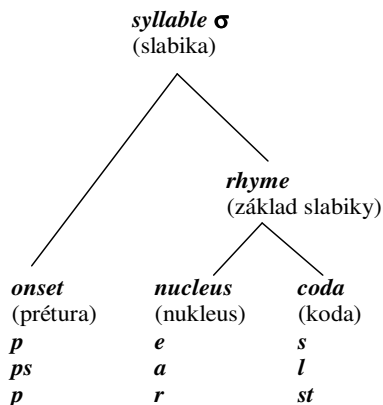 syllable σ
(slabika)
rhyme
(základ slabiky)
onset nucleus coda
(prétura) (nukleus) (koda)
p e s
ps a l
p r st